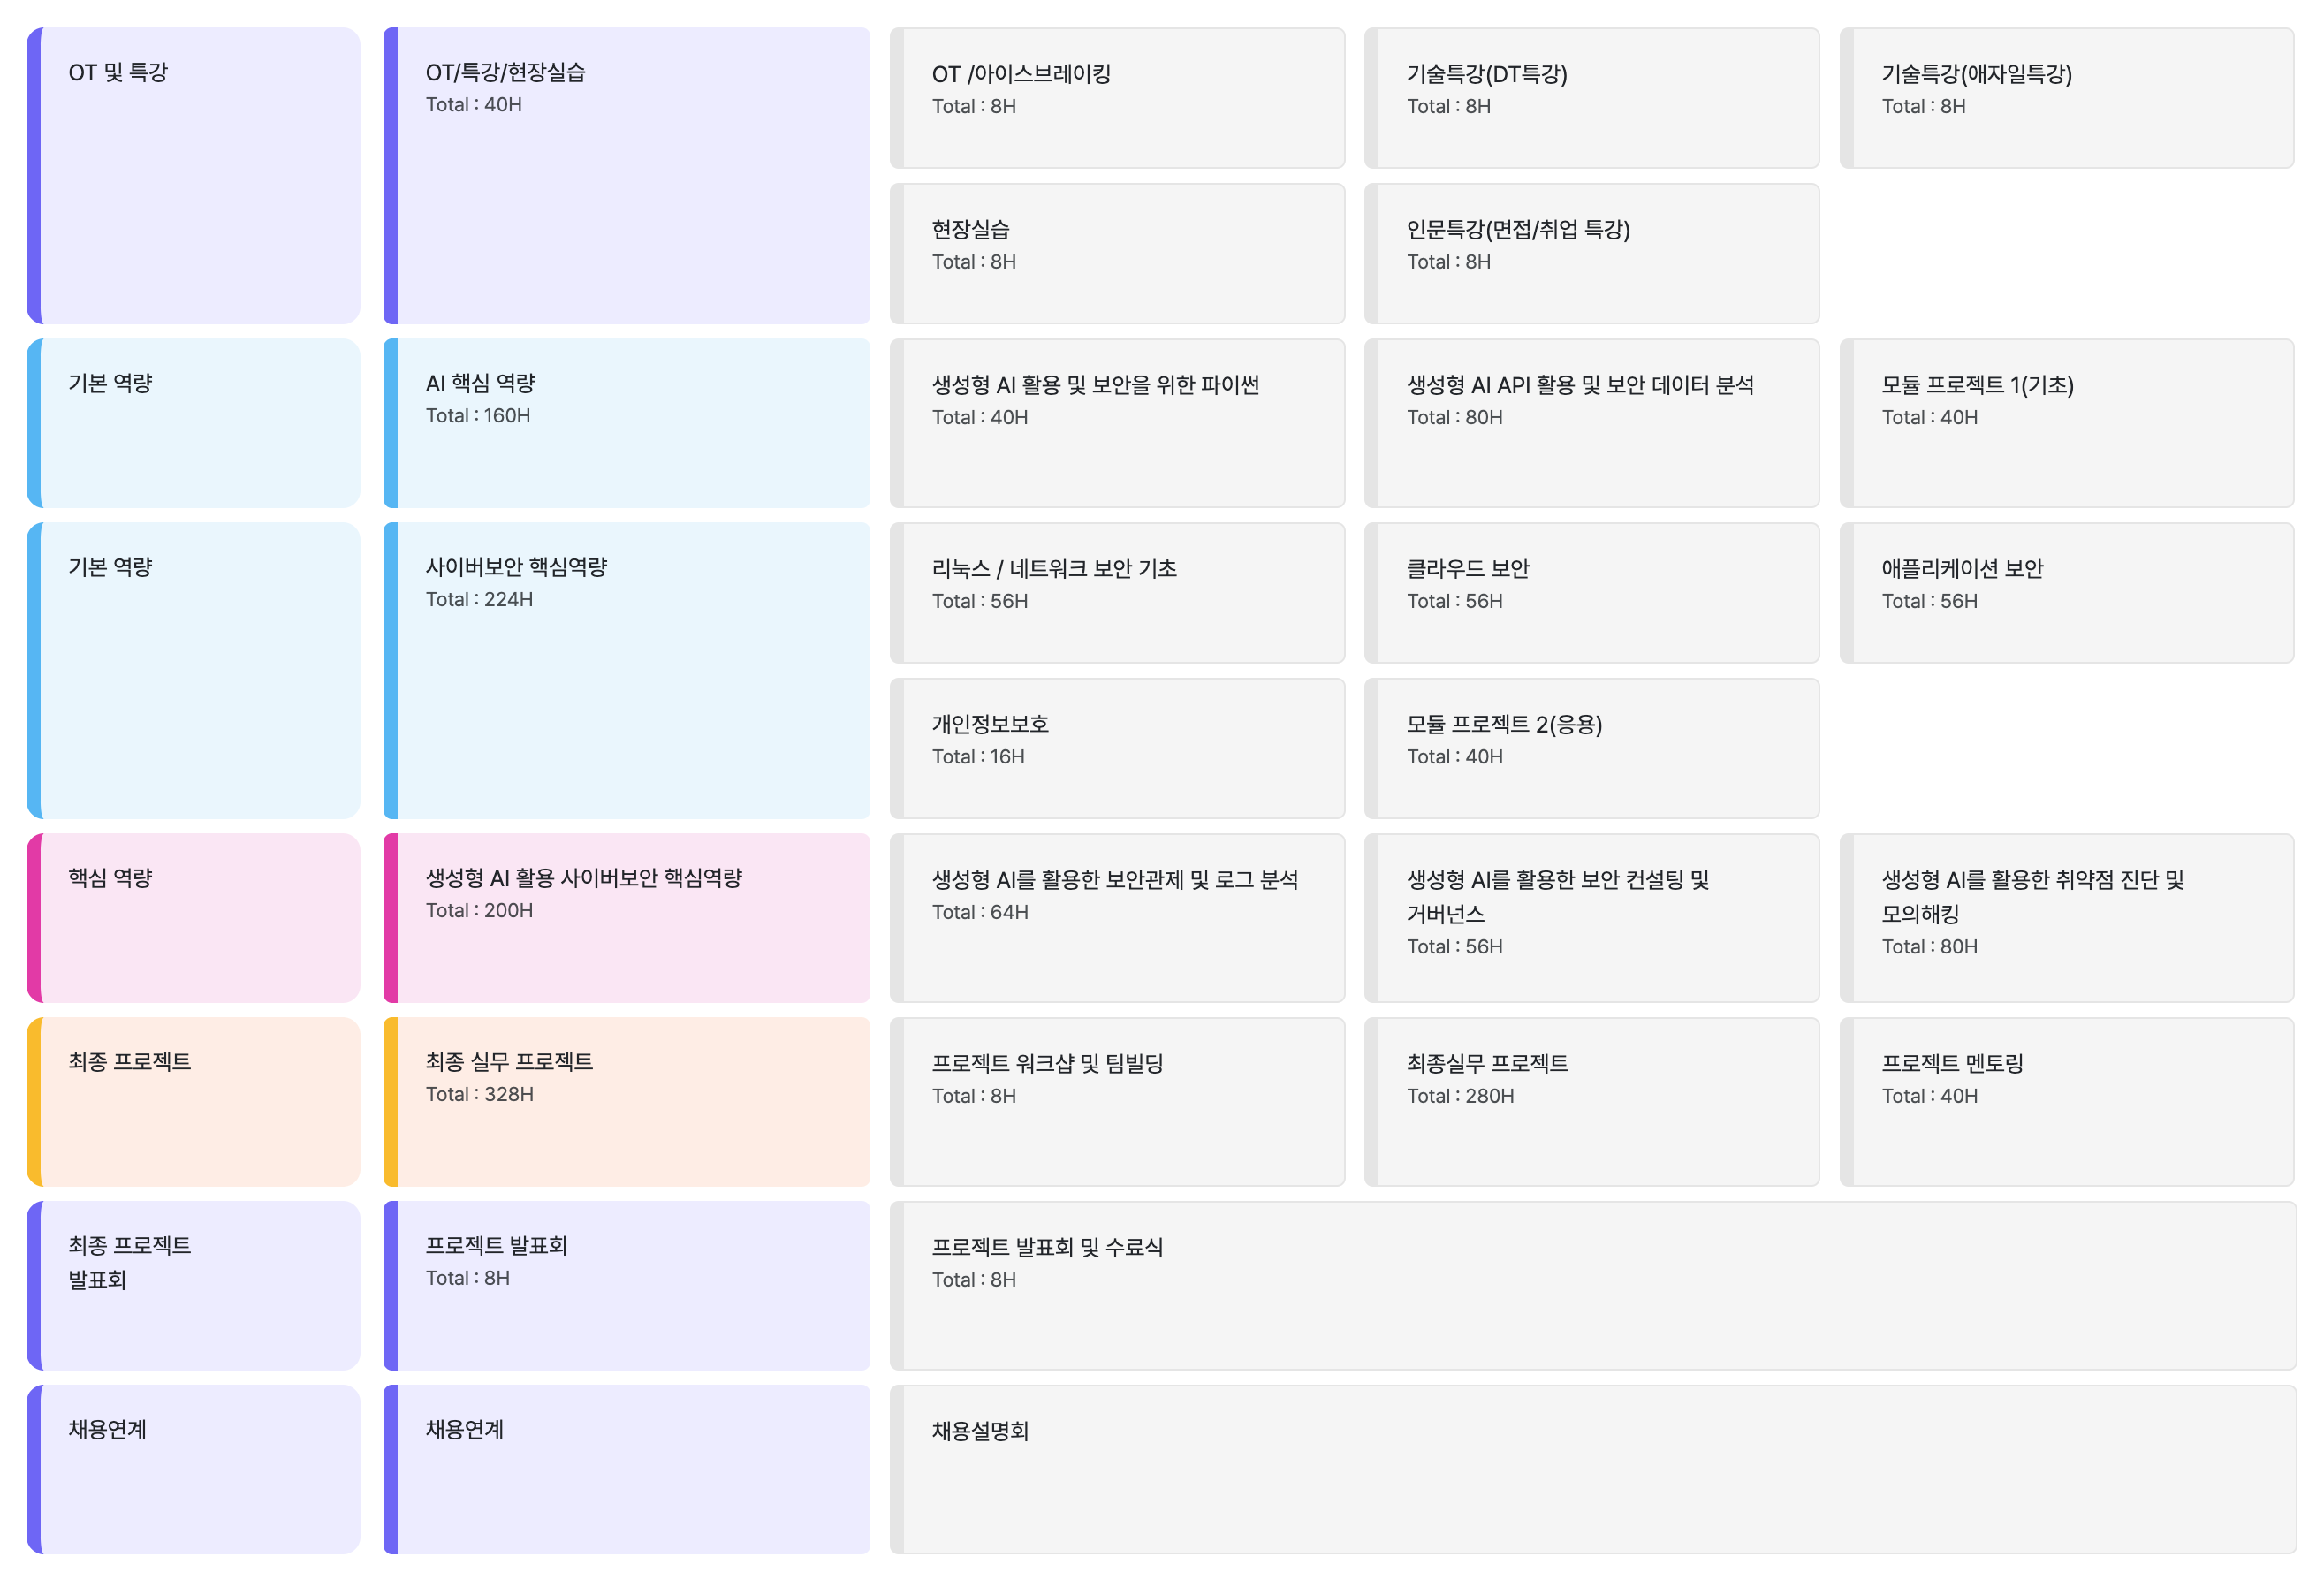 OT 및 특강
OT/특강/현장실습
Total : 40H
OT /아이스브레이킹
Total : 8H
기술특강(DT특강)
Total : 8H
기술특강(애자일특강)
Total : 8H
현장실습
Total : 8H
인문특강(면접/취업 특강)
Total : 8H
기본 역량
AI 핵심 역량
Total : 160H
생성형 AI 활용 및 보안을 위한 파이썬
Total : 40H
생성형 AI API 활용 및 보안 데이터 분석
Total : 80H
모듈 프로젝트 1(기초)
Total : 40H
기본 역량
사이버보안 핵심역량
Total : 224H
리눅스 / 네트워크 보안 기초
Total : 56H
클라우드 보안
Total : 56H
애플리케이션 보안
Total : 56H
개인정보보호
Total : 16H
모듈 프로젝트 2(응용)
Total : 40H
핵심 역량
생성형 AI 활용 사이버보안 핵심역량
Total : 200H
생성형 AI를 활용한 보안관제 및 로그 분석
Total : 64H
생성형 AI를 활용한 보안 컨설팅 및
거버넌스
Total : 56H
생성형 AI를 활용한 취약점 진단 및
모의해킹
Total : 80H
최종 프로젝트
최종 실무 프로젝트
Total : 328H
프로젝트 워크샵 및 팀빌딩
Total : 8H
최종실무 프로젝트
Total : 280H
프로젝트 멘토링
Total : 40H
최종 프로젝트
발표회
프로젝트 발표회
Total : 8H
프로젝트 발표회 및 수료식
Total : 8H
채용연계
채용연계
채용설명회